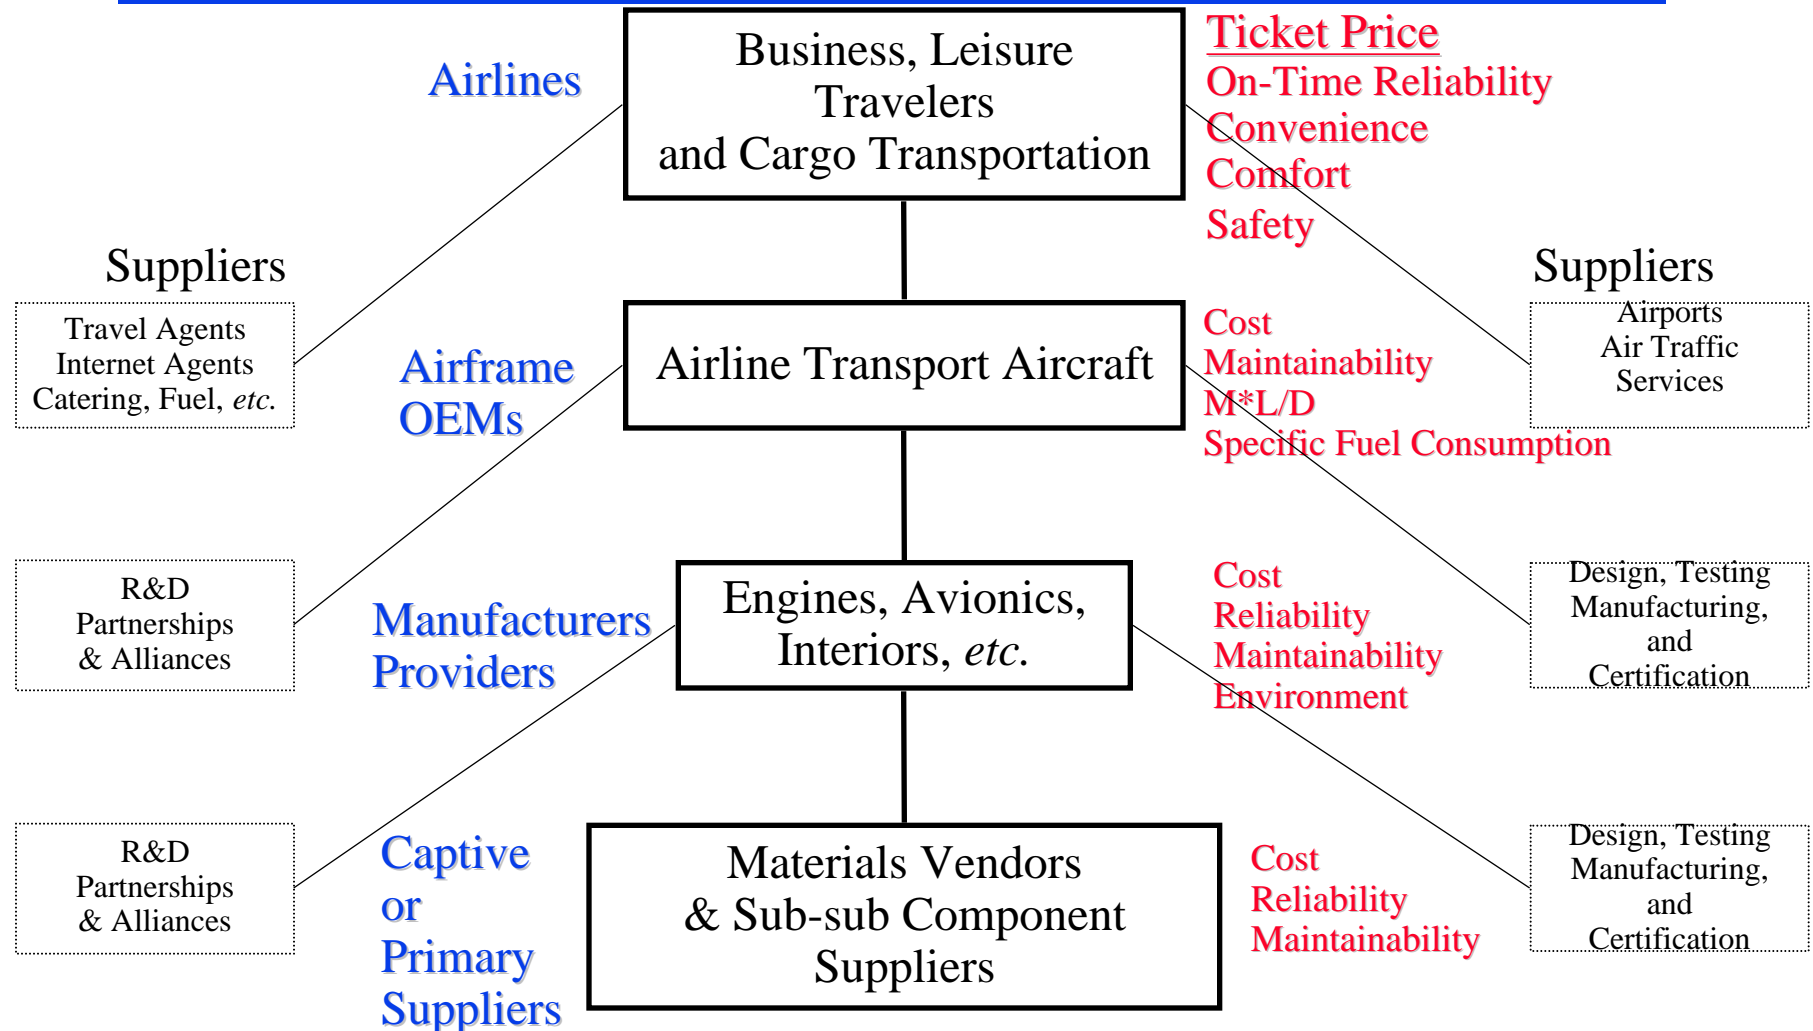 Airlines
Business, Leisure
Travelers
and Cargo Transportation
Ticket Price
On-Time Reliability
Convenience
Comfort
Safety
Suppliers
Travel Agents
Internet Agents
Catering, Fuel, etc.
Suppliers
Airports
Air Traffic
Services
Airframe
OEMs
Airline Transport Aircraft
Cost
Maintainability
M*L/D
Specific Fuel Consumption
R&D
Partnerships
& Alliances
Manufacturers
Providers
Engines, Avionics,
Interiors, etc.
Cost
Reliability
Maintainability
Environment
Design, Testing
Manufacturing,
and
Certification
R&D
Partnerships
& Alliances
Captive
or
Primary
Suppliers
Materials Vendors
& Sub-sub Component
Suppliers
Cost
Reliability
Maintainability
Design, Testing
Manufacturing,
and
Certification